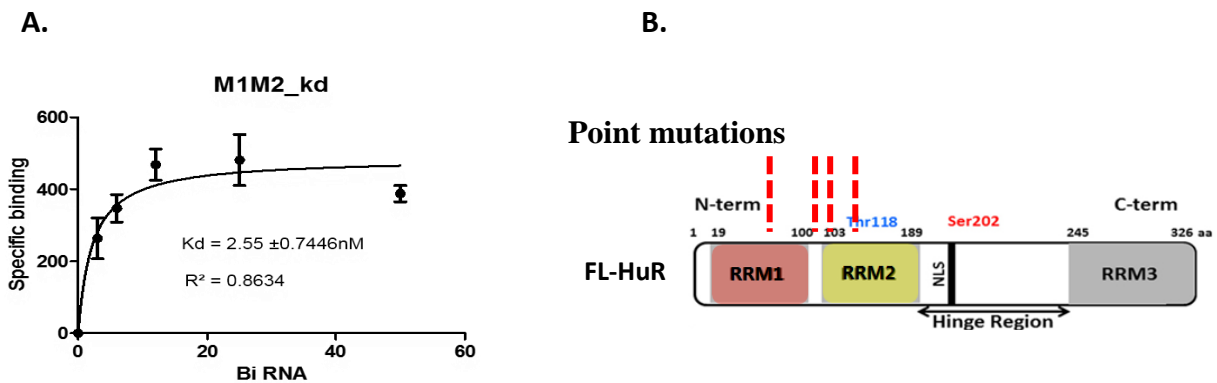 A.
M1M2_kd
Specific binding
600
400
200
0
Kd = 2.55 ±0.7446nM
R² = 0.8634
0 20 40 60
Bi RNA
B.
Point mutations
N-term C-term
Thr118 Ser202
1 19 100 103 189 245 326 aa
FL-HuR
RRM1 RRM2 NLS RRM3
Hinge Region